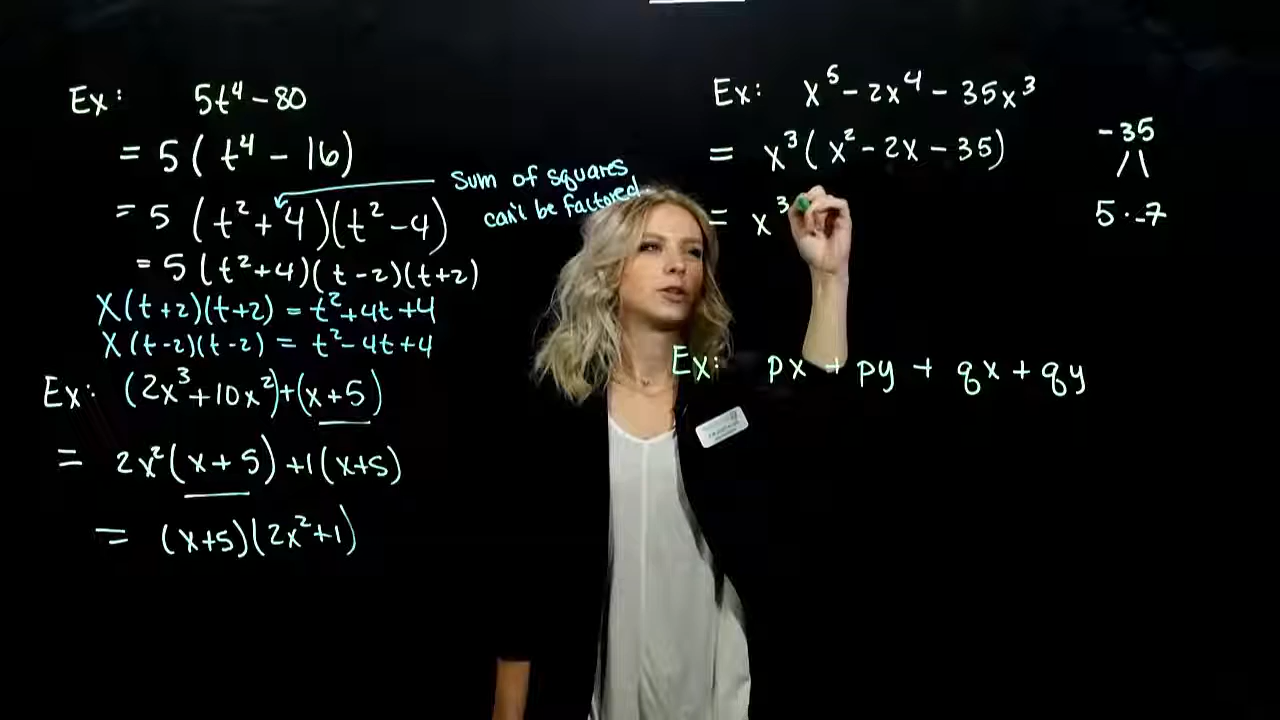 Ex: 5t⁴-80
= 5(t⁴ - 16)
= 5 (t²+4)(t²-4)
Sum of squares
can't be factored
= 5(t²+4)(t-2)(t+2)
X(t+2)(t+2) = t²+4t+4
X(t-2)(t-2) = t²-4t+4
Ex: (2x³+10x²)+(x+5)
= 2x²(x+5)+1(x+5)
= (x+5)(2x²+1)
Ex: x⁵-2x⁴-35x³
= x³(x²-2x-35)
= x³
-35
5·-7
Ex: px + py + qx + qy